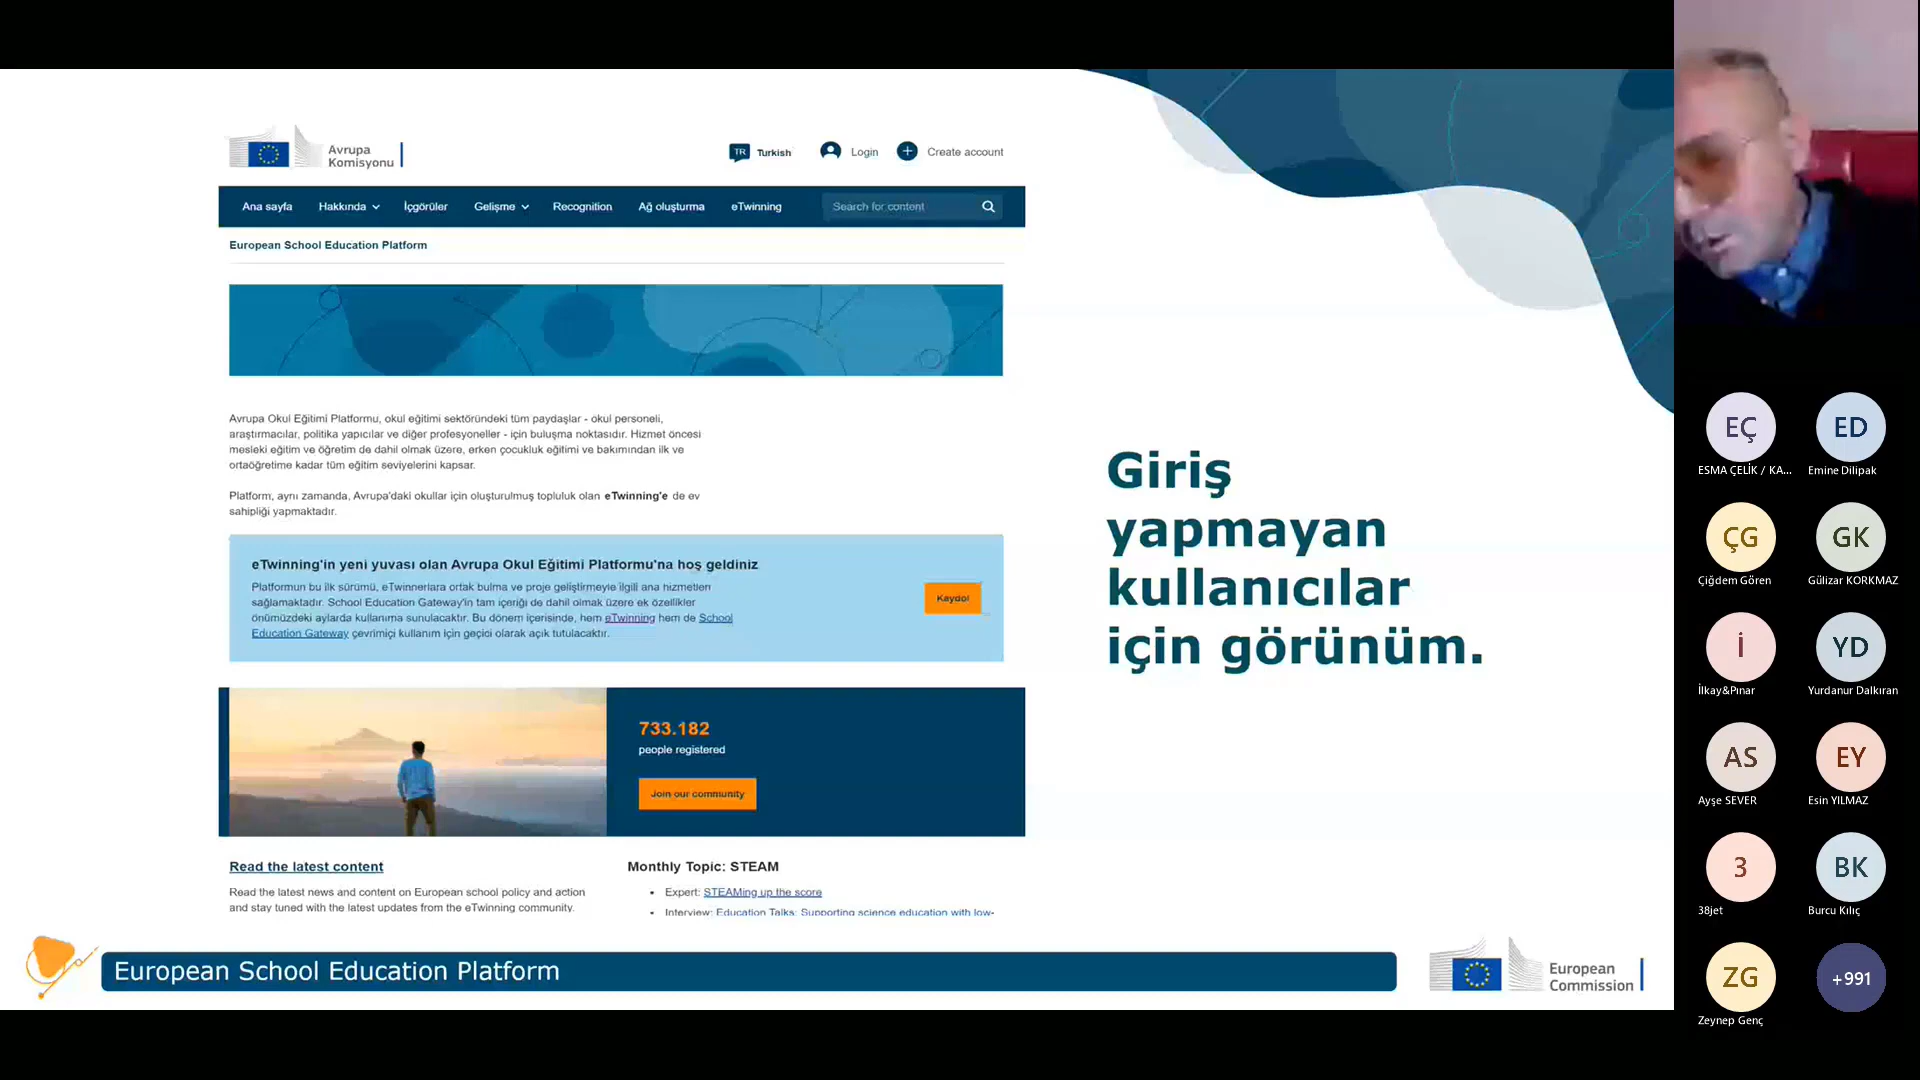 Avrupa
Komisyonu
TR Turkish
Login
Create account
Ana sayfa
Hakkında
İçgörüler
Gelişme
Recognition
Ağ oluşturma
eTwinning
Search for content
European School Education Platform
Avrupa Okul Eğitimi Platformu, okul eğitimi sektöründeki tüm paydaşlar - okul personeli,
araştırmacılar, politika yapıcılar ve diğer profesyoneller - için buluşma noktasıdır. Hizmet öncesi
mesleki eğitim ve öğretim de dahil olmak üzere, erken çocukluk eğitimi ve bakımından ilk ve
ortaöğretime kadar tüm eğitim seviyelerini kapsar.
Platform, aynı zamanda, Avrupa'daki okullar için oluşturulmuş topluluk olan eTwinning'e de ev
sahipliği yapmaktadır.
eTwinning'in yeni yuvası olan Avrupa Okul Eğitimi Platformu'na hoş geldiniz
Platformun bu ilk sürümü, eTwinnerlara ortak bulma ve proje geliştirmeyle ilgili ana hizmetleri
sağlamaktadır. School Education Gateway'in tam içeriği de dahil olmak üzere ek özellikler
önümüzdeki aylarda kullanıma sunulacaktır. Bu dönem içerisinde, hem eTwinning hem de School
Education Gateway çevrimiçi kullanım için geçici olarak açık tutulacaktır.
Kaydol
733.182
people registered
Join our community
Read the latest content
Read the latest news and content on European school policy and action
and stay tuned with the latest updates from the eTwinning community.
Monthly Topic: STEAM
• Expert: STEAMing up the score
• Interview: Education Talks: Supporting science education with low-
Giriş
yapmayan
kullanıcılar
için görünüm.
European School Education Platform
European
Commission
EÇ
ESMA ÇELİK / KA...
ED
Emine Dilipak
ÇG
Çiğdem Gören
GK
Gülizar KORKMAZ
İ
İlkay&Pınar
YD
Yurdanur Dalkıran
AS
Ayşe SEVER
EY
Esin YILMAZ
3
38jet
BK
Burcu Kılıç
ZG
Zeynep Genç
+991